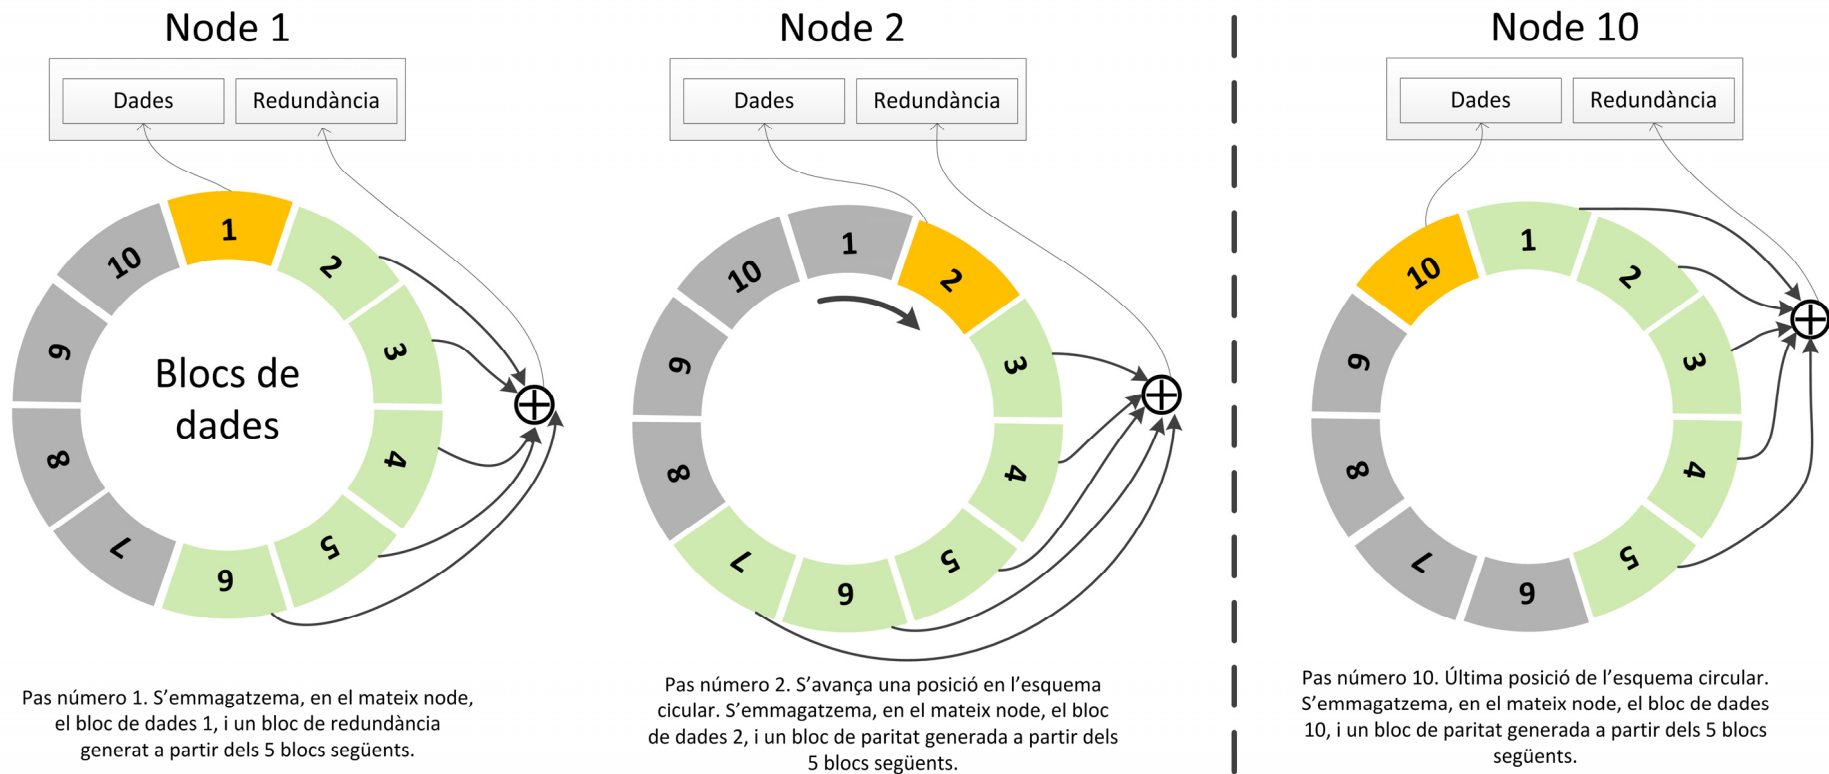 Node 1
Dades
Redundància
1
2
3
4
5
6
7
8
9
10
Blocs de
dades
Pas número 1. S'emmagatzema, en el mateix node,
el bloc de dades 1, i un bloc de redundància
generat a partir dels 5 blocs següents.
Node 2
Dades
Redundància
1
2
3
4
5
6
7
8
9
10
Pas número 2. S'avança una posició en l'esquema
cicular. S'emmagatzema, en el mateix node, el bloc
de dades 2, i un bloc de paritat generada a partir dels
5 blocs següents.
Node 10
Dades
Redundància
1
2
3
4
5
6
7
8
9
10
Pas número 10. Última posició de l'esquema circular.
S'emmagatzema, en el mateix node, el bloc de dades
10, i un bloc de paritat generada a partir dels 5 blocs
següents.